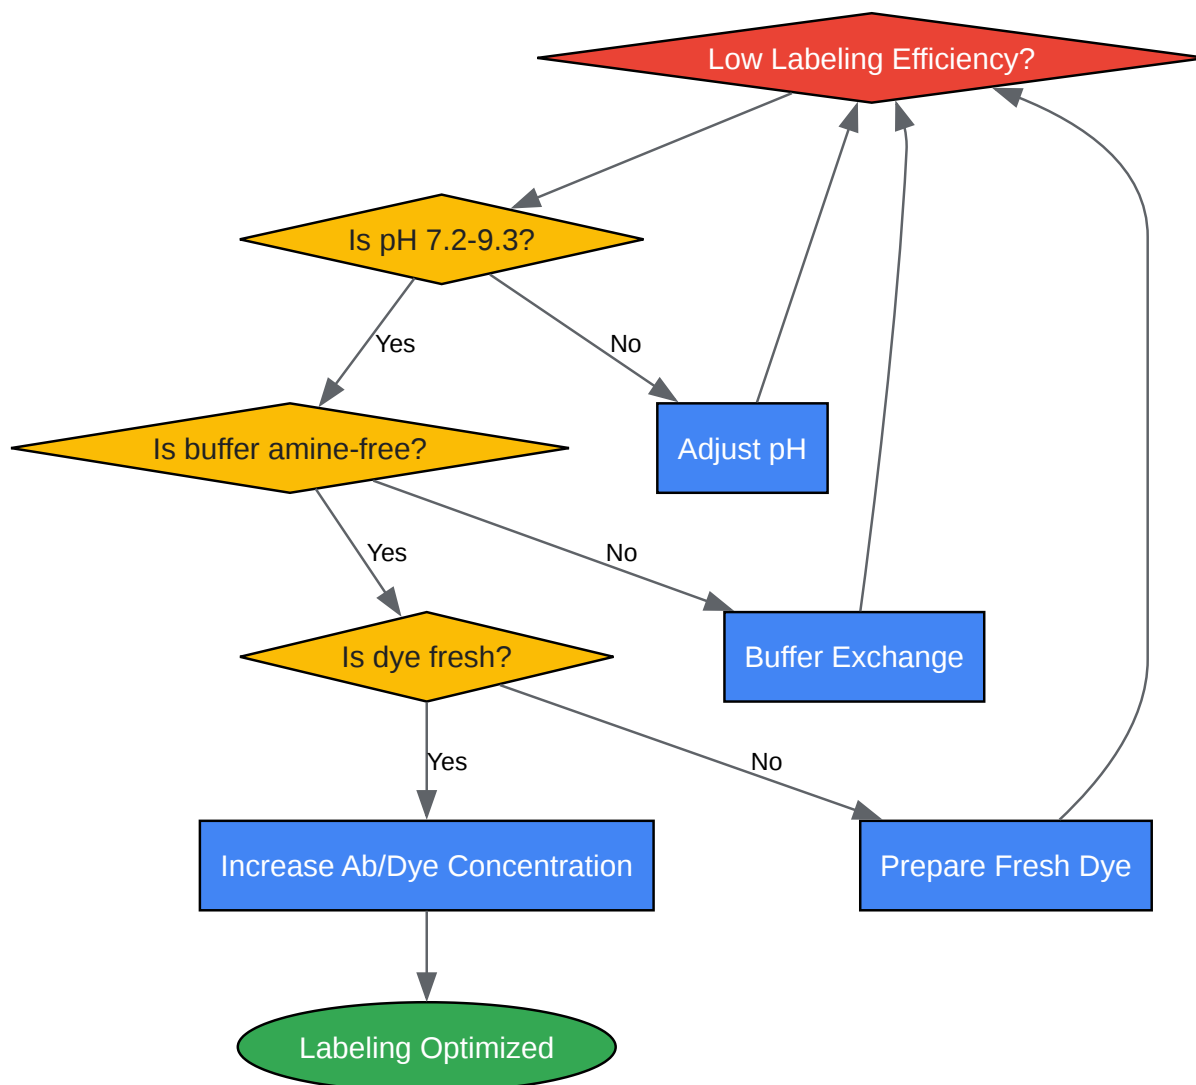 Low Labeling Efficiency?
Is pH 7.2-9.3?
Yes
No
Is buffer amine-free?
Adjust pH
Yes
No
Is dye fresh?
Buffer Exchange
Yes
No
Increase Ab/Dye Concentration
Prepare Fresh Dye
Labeling Optimized